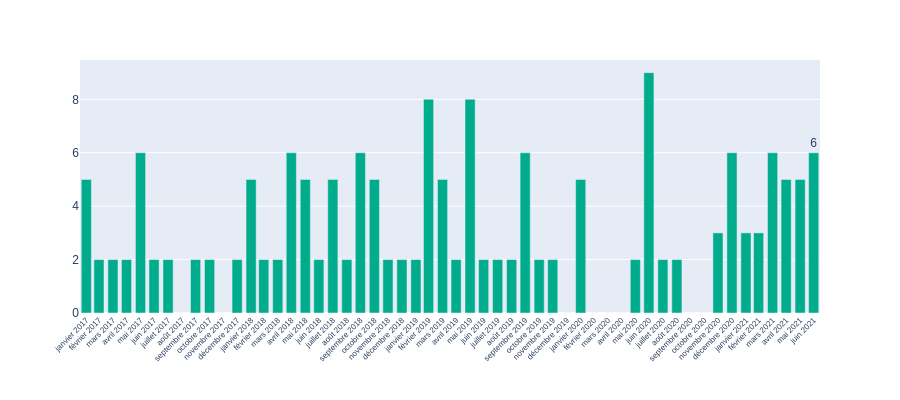 8
6
6
4
2
0
janvier 2017
février 2017
mars 2017
avril 2017
mai 2017
juin 2017
juillet 2017
août 2017
septembre 2017
octobre 2017
novembre 2017
décembre 2017
janvier 2018
février 2018
mars 2018
avril 2018
mai 2018
juin 2018
juillet 2018
août 2018
septembre 2018
octobre 2018
novembre 2018
décembre 2018
janvier 2019
février 2019
mars 2019
avril 2019
mai 2019
juin 2019
juillet 2019
août 2019
septembre 2019
octobre 2019
novembre 2019
décembre 2019
janvier 2020
février 2020
mars 2020
avril 2020
mai 2020
juin 2020
juillet 2020
août 2020
septembre 2020
octobre 2020
novembre 2020
décembre 2020
janvier 2021
février 2021
mars 2021
avril 2021
mai 2021
juin 2021